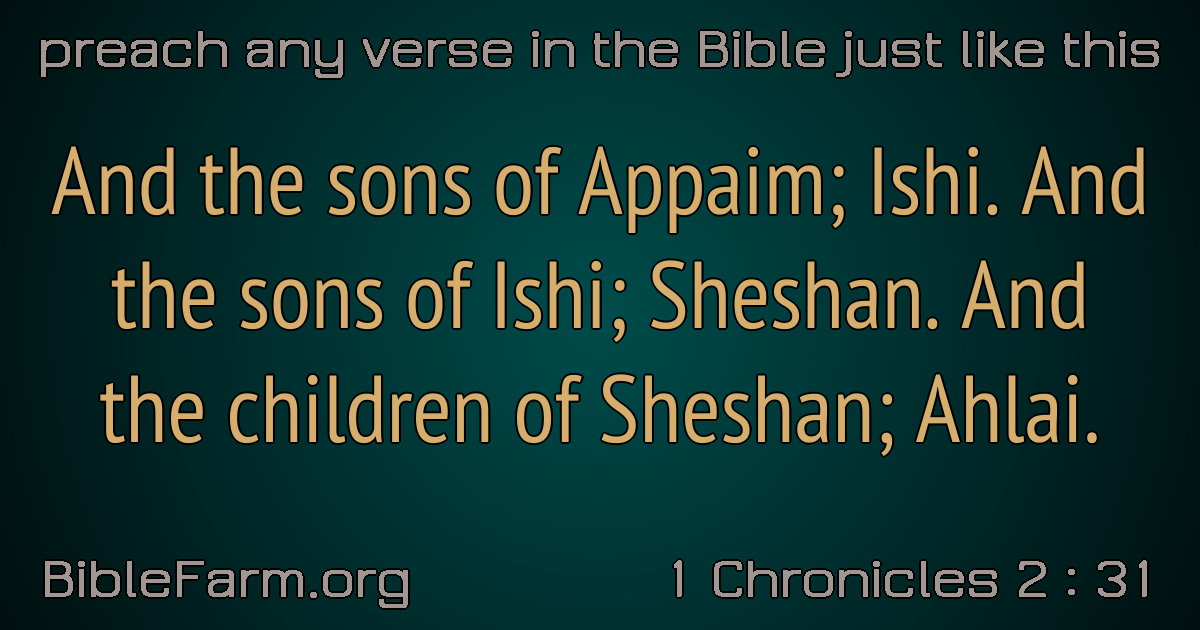 preach any verse in the Bible just like this
And the sons of Appaim; Ishi. And
the sons of Ishi; Sheshan. And
the children of Sheshan; Ahlai.
BibleFarm.org
1 Chronicles 2 : 31